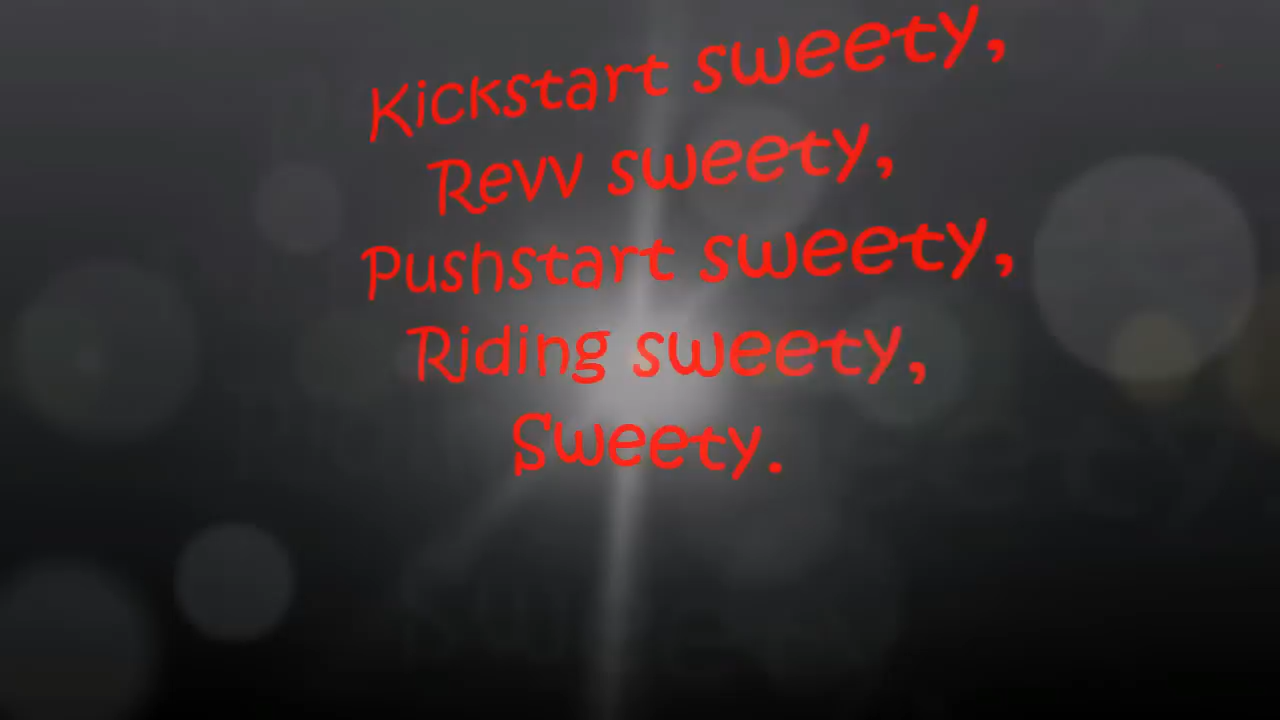 Kickstart sweety,
Revv sweety,
Pushstart sweety,
Riding sweety,
Sweety.